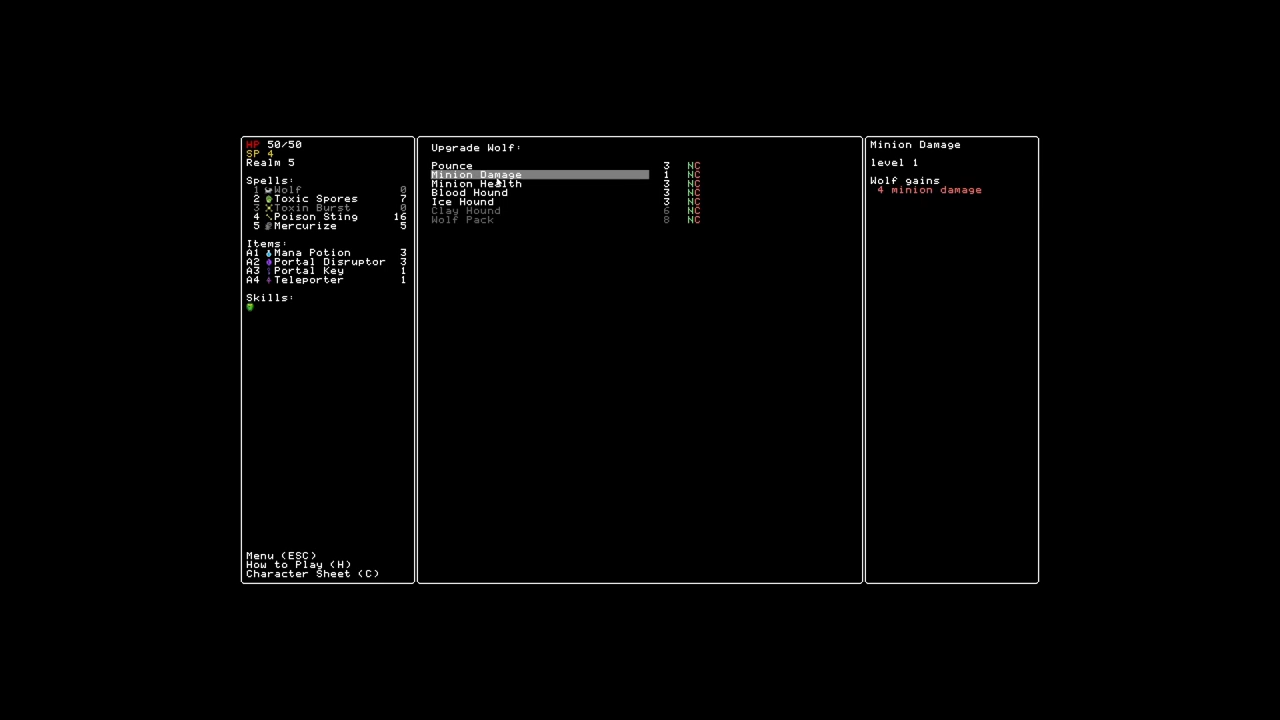 HP 50/50
SP 4
Realm 5
Spells:
1 Wolf 0
2 Toxic Spores 7
3 Toxin Burst 0
4 Poison Sting 16
5 Mercurize 5
Items:
A1 Mana Potion 3
A2 Portal Disruptor 3
A3 Portal Key 1
A4 Teleporter 1
Skills:
Menu (ESC)
How to Play (H)
Character Sheet (C)
Upgrade Wolf:
Pounce 3 NC
Minion Damage 1 NC
Minion Health 3 NC
Blood Hound 3 NC
Ice Hound 3 NC
Clay Hound 6 NC
Wolf Pack 8 NC
Minion Damage
level 1
Wolf gains
4 minion damage